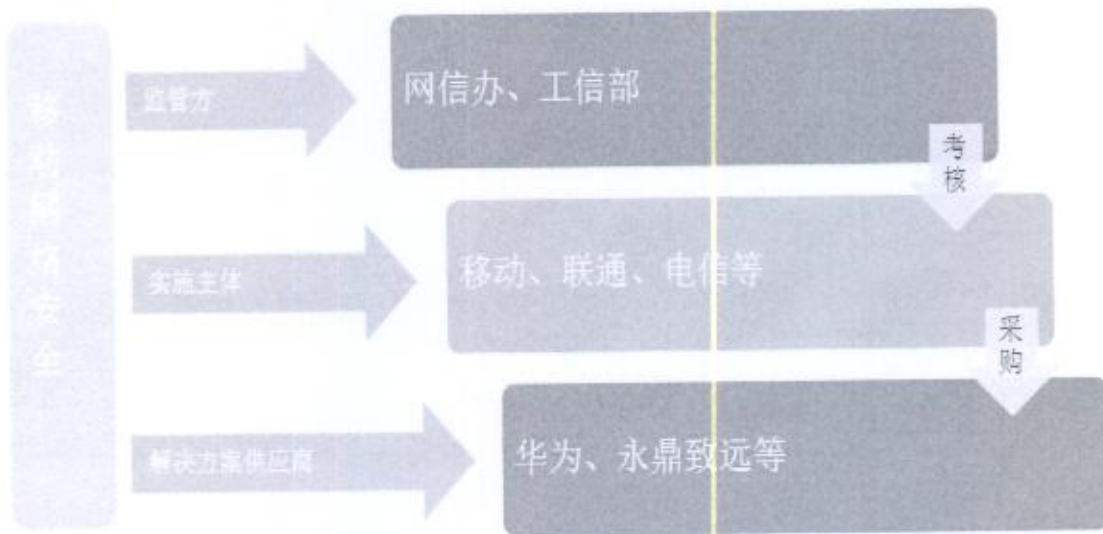 移动
安全
监管方
网信办、工信部
考核
实施主体
移动、联通、电信等
采购
解决方案供应商
华为、永鼎致远等